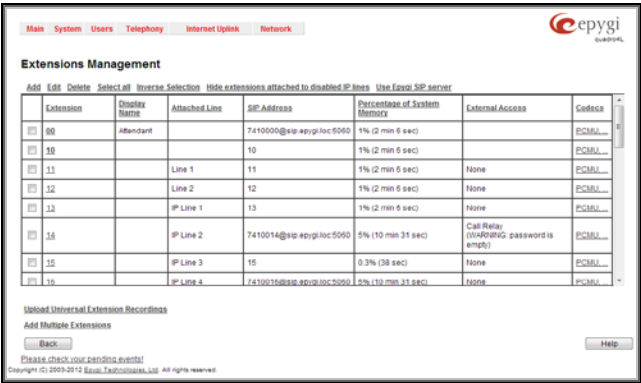 Main System Users Telephony Internet Uplink Network
epygi
QUADRO4L
Extensions Management
Add Edit Delete Select all Inverse Selection Hide extensions attached to disabled IP lines Use Epygi SIP server
Extension Display Name Attached Line SIP Address Percentage of System Memory External Access Codecs
00 Attendant 7410000@sip.epygi.loc:5060 1% (2 min 6 sec) PCMU, ...
10 10 1% (2 min 6 sec) PCMU, ...
11 Line 1 11 1% (2 min 6 sec) None PCMU, ...
12 Line 2 12 1% (2 min 6 sec) None PCMU, ...
13 IP Line 1 13 1% (2 min 6 sec) None PCMU, ...
14 IP Line 2 7410014@sip.epygi.loc:5060 5% (10 min 31 sec) Call Relay (WARNING: password is empty) PCMU, ...
15 IP Line 3 15 0.3% (38 sec) None PCMU, ...
16 IP Line 4 7410016@sip.epygi.loc:5060 5% (10 min 31 sec) None PCMU, ...
Upload Universal Extension Recordings
Add Multiple Extensions
Back Help
Please check your pending events!
Copyright (C) 2003-2012 Epygi Technologies, Ltd. All rights reserved.